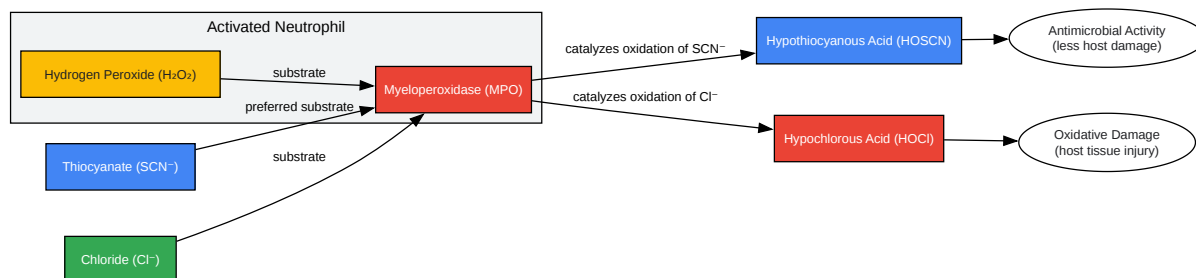 Activated Neutrophil
Hydrogen Peroxide (H₂O₂)
substrate
Myeloperoxidase (MPO)
preferred substrate
Thiocyanate (SCN⁻)
substrate
Chloride (Cl⁻)
catalyzes oxidation of SCN⁻
Hypothiocyanous Acid (HOSCN)
Antimicrobial Activity
(less host damage)
catalyzes oxidation of Cl⁻
Hypochlorous Acid (HOCl)
Oxidative Damage
(host tissue injury)